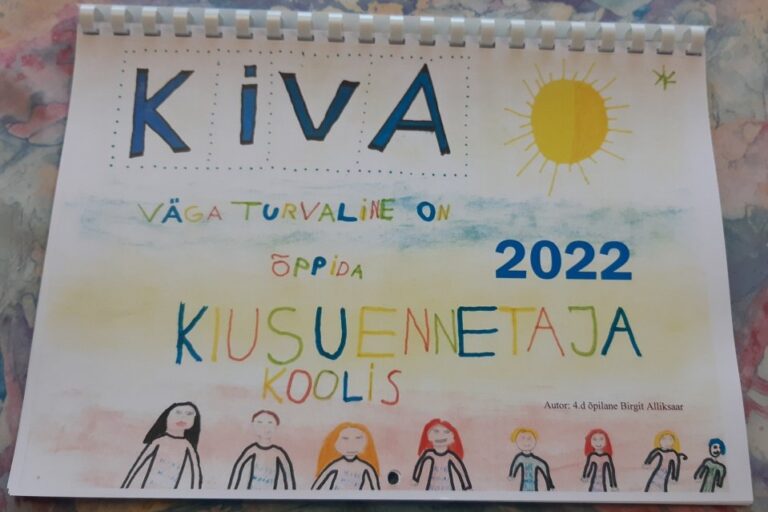 KiVA
VÄGA TURVALINE ON
ÕPPiDA
2022
KIUSUENNETAJA
KOOLIS
Autor: 4.d õpilane Birgit Alliksaar